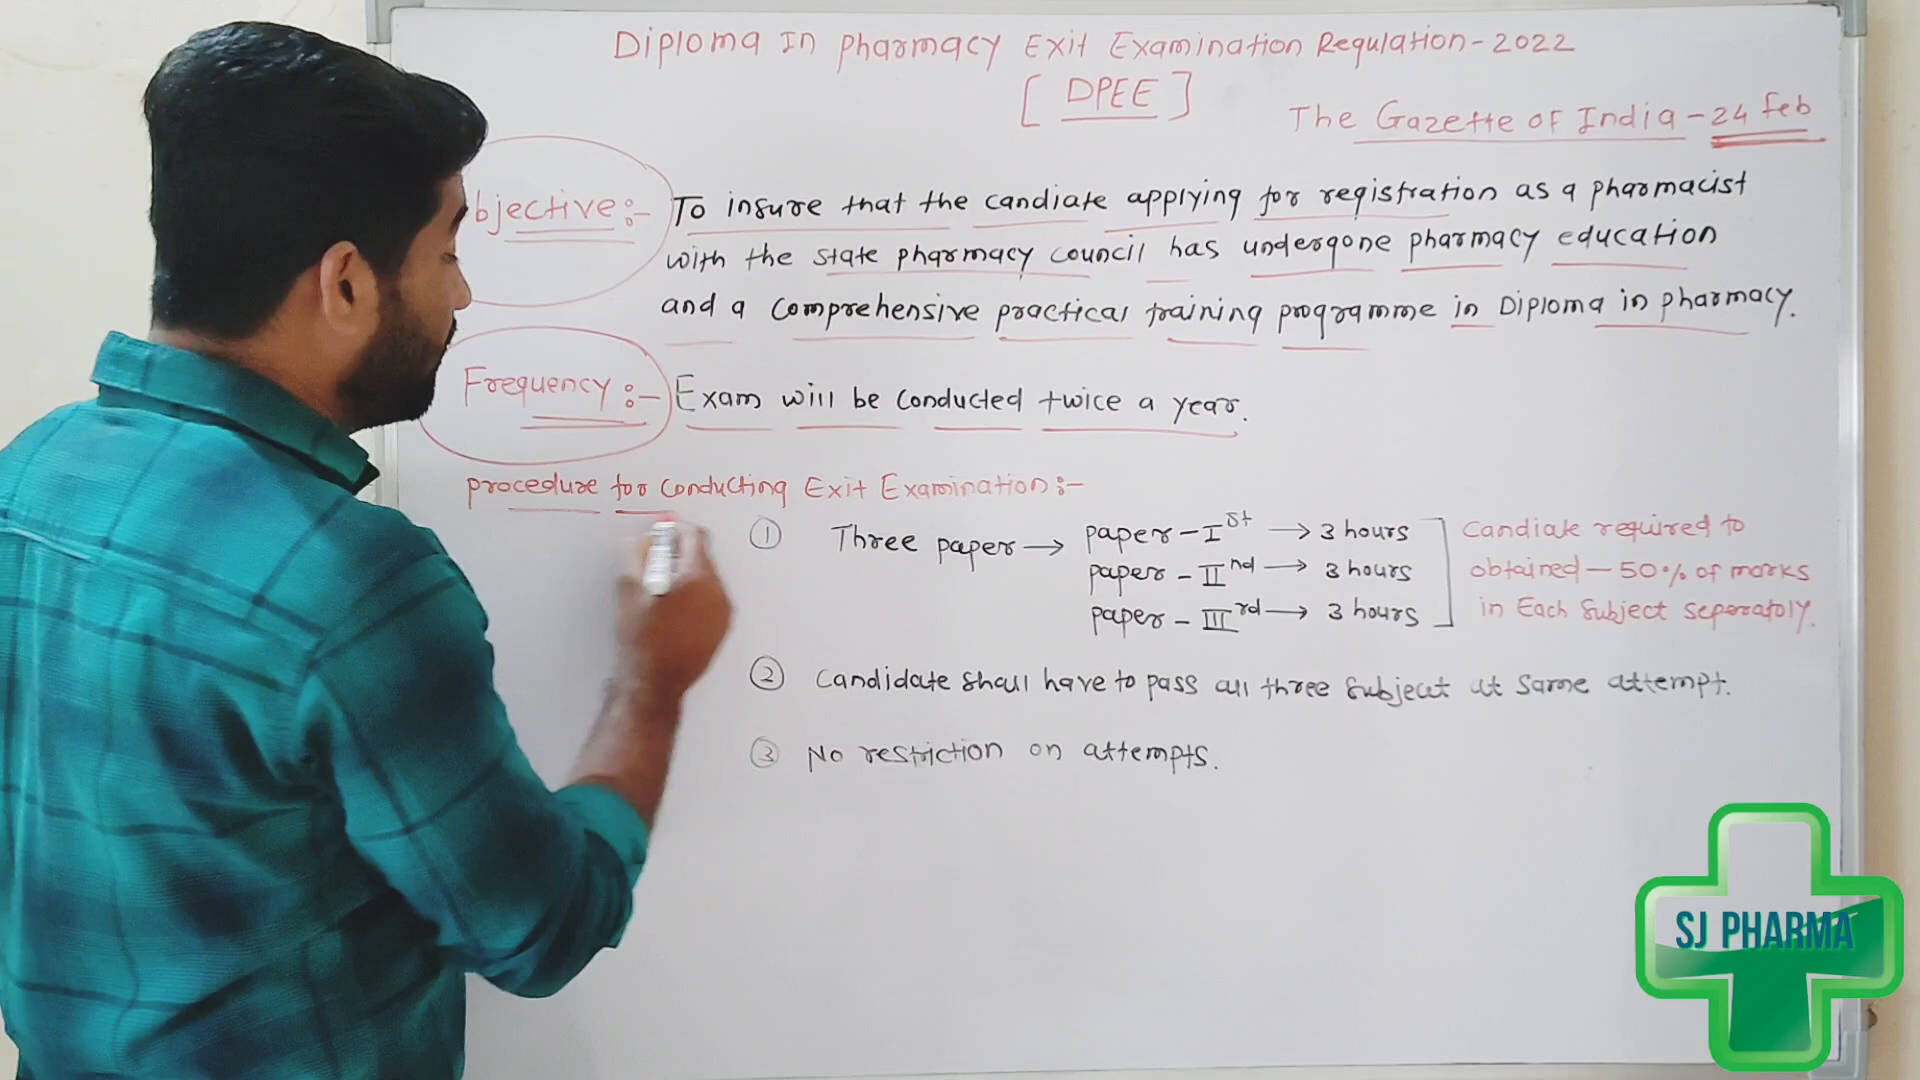 Diploma In pharmacy Exit Examination Regulation-2022
[ DPEE ]
The Gazette OF India - 24 Feb
bjective:- To insure that the candiate applying for registration as a pharmacist
with the state pharmacy council has undergone pharmacy education
and a comprehensive practical training programme in Diploma in pharmacy.
Frequency:- Exam will be conducted twice a year.
procedure for conducting Exit Examination:-
① Three paper → paper - I st → 3 hours
paper - II nd → 3 hours
paper - III rd → 3 hours
Candiate required to
obtained - 50% of marks
in Each Subject seperatoly.
② Candidate shall have to pass all three subject at same attempt.
③ No restriction on attempts.
SJ PHARMA